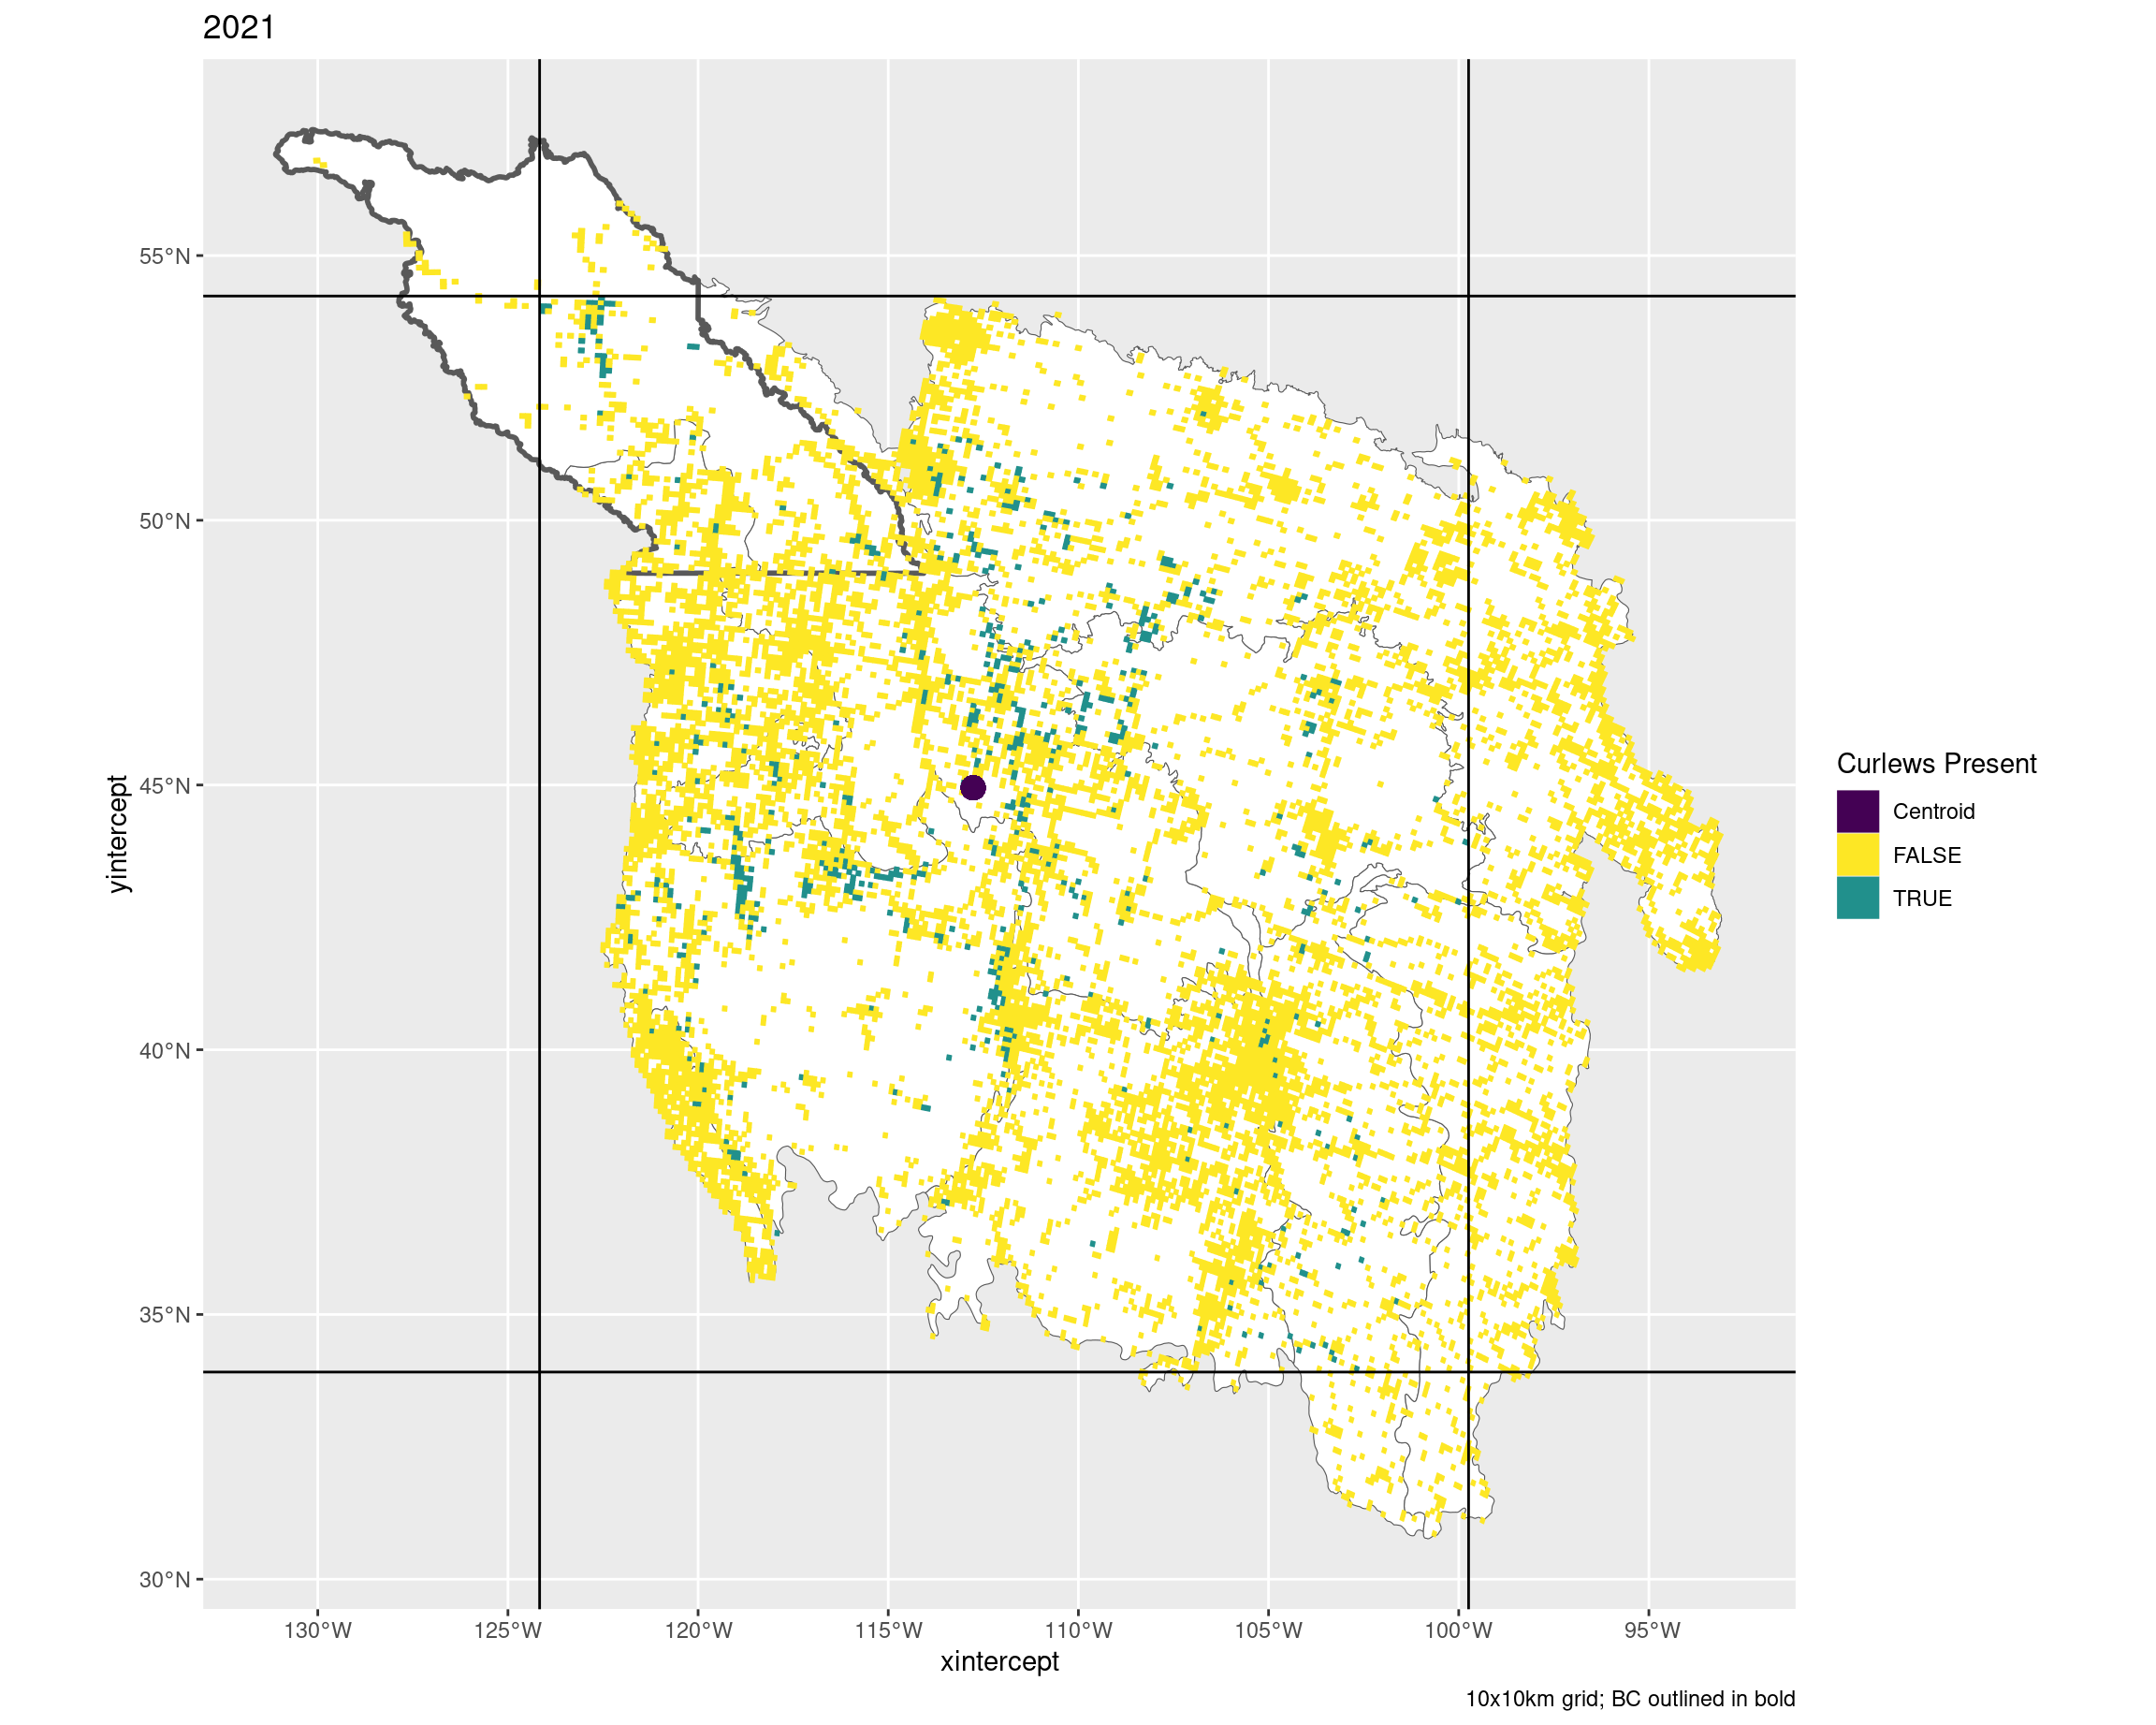 2021
55°N
50°N
45°N
40°N
35°N
30°N
yintercept
130°W
125°W
120°W
115°W
110°W
105°W
100°W
95°W
xintercept
Curlews Present
Centroid
FALSE
TRUE
10x10km grid; BC outlined in bold